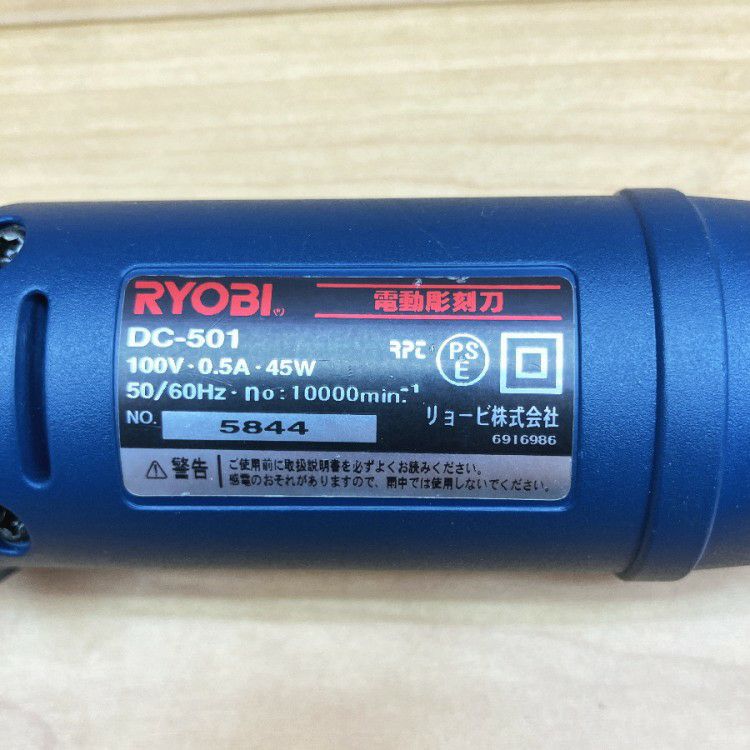 RYOBI 電動彫刻刀
DC-501
100V·0.5A·45W RPC PSE
50/60Hz·no:10000min.⁻¹
NO. 5844 リョービ株式会社
6916986
⚠警告 ご使用前に取扱説明書を必ずよくお読みください。
感電のおそれがありますので、雨中では使用しないでください。